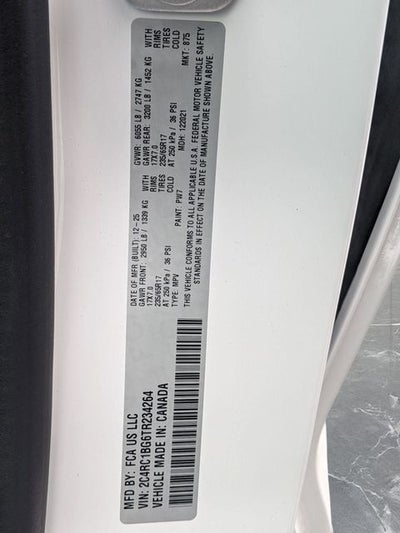 MFD BY: FCA US LLC
VIN: 2C4RC1BG6TR234264
VEHICLE MADE IN: CANADA
DATE OF MFR (BUILT): 12-25
GAWR FRONT: 2950 LB / 1339 KG WITH
17X7.0 RIMS
235/65R17 TIRES
AT 250 kPa / 36 PSI COLD
TYPE: MPV
PAINT: PW7
GVWR: 6055 LB / 2747 KG
GAWR REAR: 3200 LB / 1452 KG WITH
17X7.0 RIMS
235/65R17 TIRES
AT 250 kPa / 36 PSI COLD
MDH: 122021
MKT: 875
THIS VEHICLE CONFORMS TO ALL APPLICABLE U.S.A. FEDERAL MOTOR VEHICLE SAFETY
STANDARDS IN EFFECT ON THE DATE OF MANUFACTURE SHOWN ABOVE.